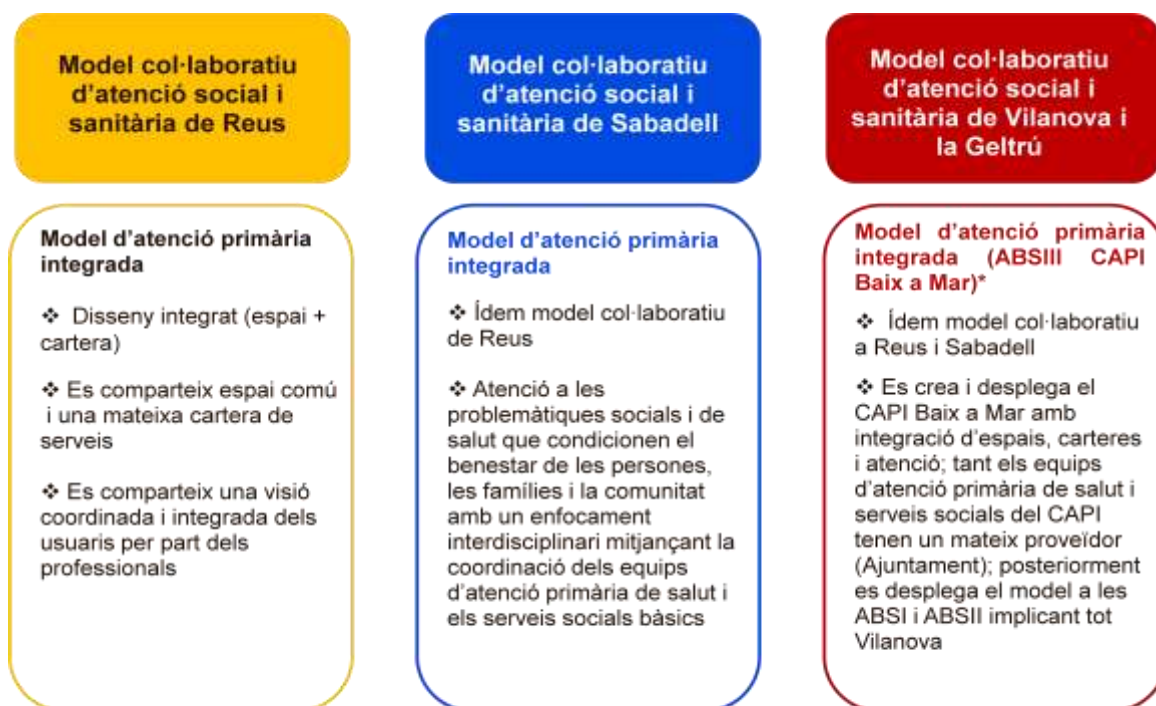 Model col·laboratiu
d'atenció social i
sanitària de Reus
Model d'atenció primària
integrada
❖ Disseny integrat (espai +
cartera)
❖ Es comparteix espai comú
i una mateixa cartera de
serveis
❖ Es comparteix una visió
coordinada i integrada dels
usuaris per part dels
professionals
Model col·laboratiu
d'atenció social i
sanitària de Sabadell
Model d'atenció primària
integrada
❖ Ídem model col·laboratiu
de Reus
❖ Atenció a les
problemàtiques socials i de
salut que condicionen el
benestar de les persones,
les famílies i la comunitat
amb un enfocament
interdisciplinari mitjançant la
coordinació dels equips
d'atenció primària de salut i
els serveis socials bàsics
Model col·laboratiu
d'atenció social i
sanitària de Vilanova i
la Geltrú
Model d'atenció primària
integrada (ABSIII CAPI
Baix a Mar)*
❖ Ídem model col·laboratiu
a Reus i Sabadell
❖ Es crea i desplega el
CAPI Baix a Mar amb
integració d'espais, carteres
i atenció; tant els equips
d'atenció primària de salut i
serveis socials del CAPI
tenen un mateix proveïdor
(Ajuntament); posteriorment
es desplega el model a les
ABSI i ABSII implicant tot
Vilanova